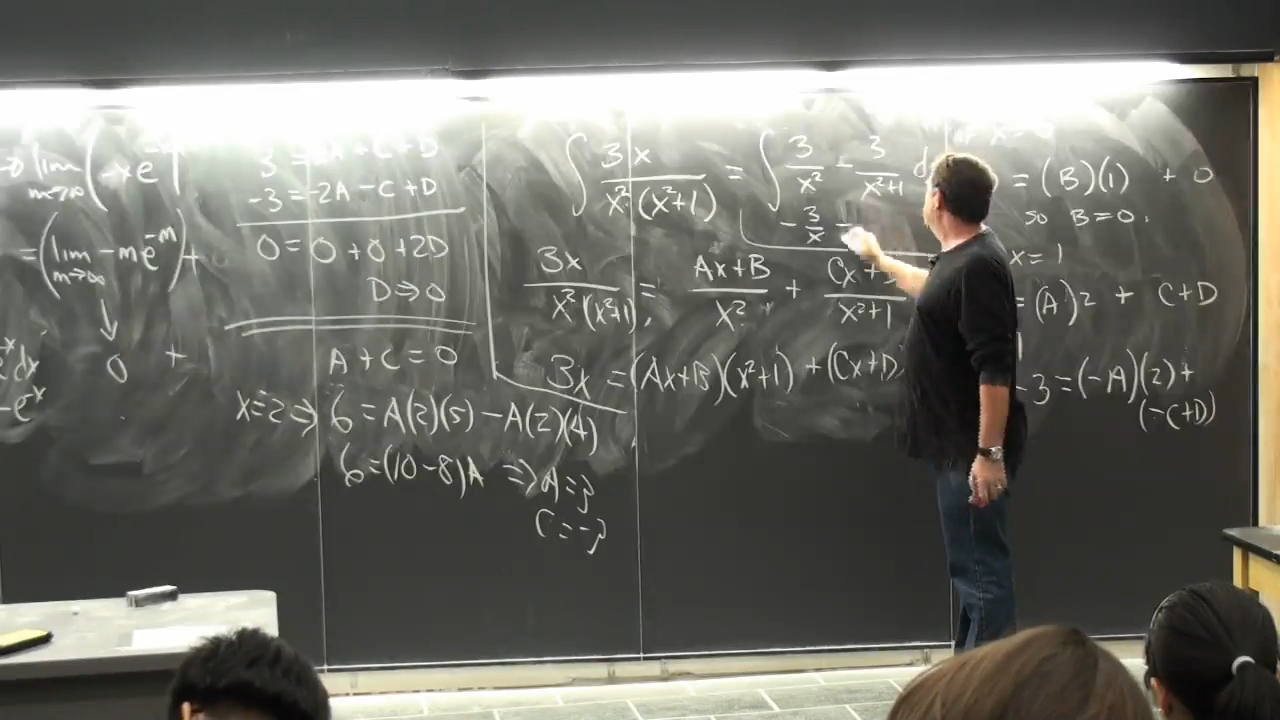 lim (-xe
m→∞
= (lim -me^-m) +
m→∞
↓
0 +
e^-x dx
-e^x
-3 = -2A - C + D
0 = 0 + 0 + 2D
D ⇒ 0
A + C = 0
x=2 ⇒ 6 = A(2)(5) - A(2)(4)
6 = (10-8)A ⇒ A = 3
C = -3
∫ 3x / x²(x²+1) = ∫ 3/x² - 3/(x²+1) d
-3/x -
3x / x²(x²+1) = (Ax+B)/x² + (Cx+ / (x²+1)
3x = (Ax+B)(x²+1) + (Cx+D)
= (B)(1) + 0
so B=0.
x=1
= (A)2 + C+D
-3 = (-A)(2) +
(-C+D)